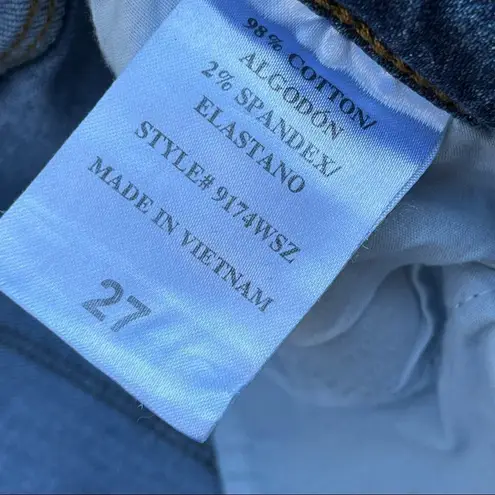 98% COTTON/
ALGODÓN
2% SPANDEX/
ELASTANO
STYLE# 9174WSZ
MADE IN VIETNAM
27